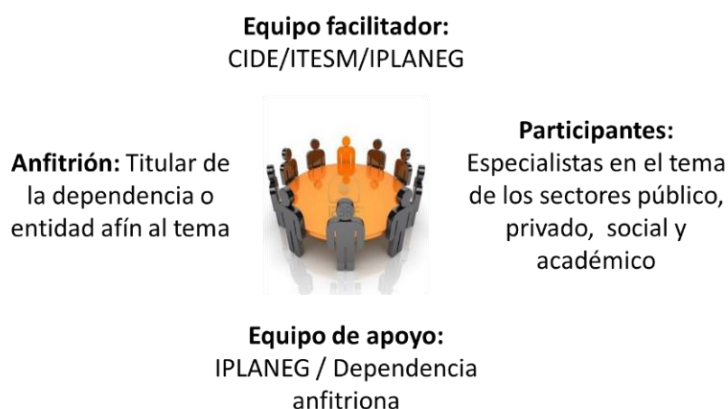 Equipo facilitador:
CIDE/ITESM/IPLANEG
Anfitrión: Titular de
la dependencia o
entidad afín al tema
Participantes:
Especialistas en el tema
de los sectores público,
privado, social y
académico
Equipo de apoyo:
IPLANEG / Dependencia
anfitriona